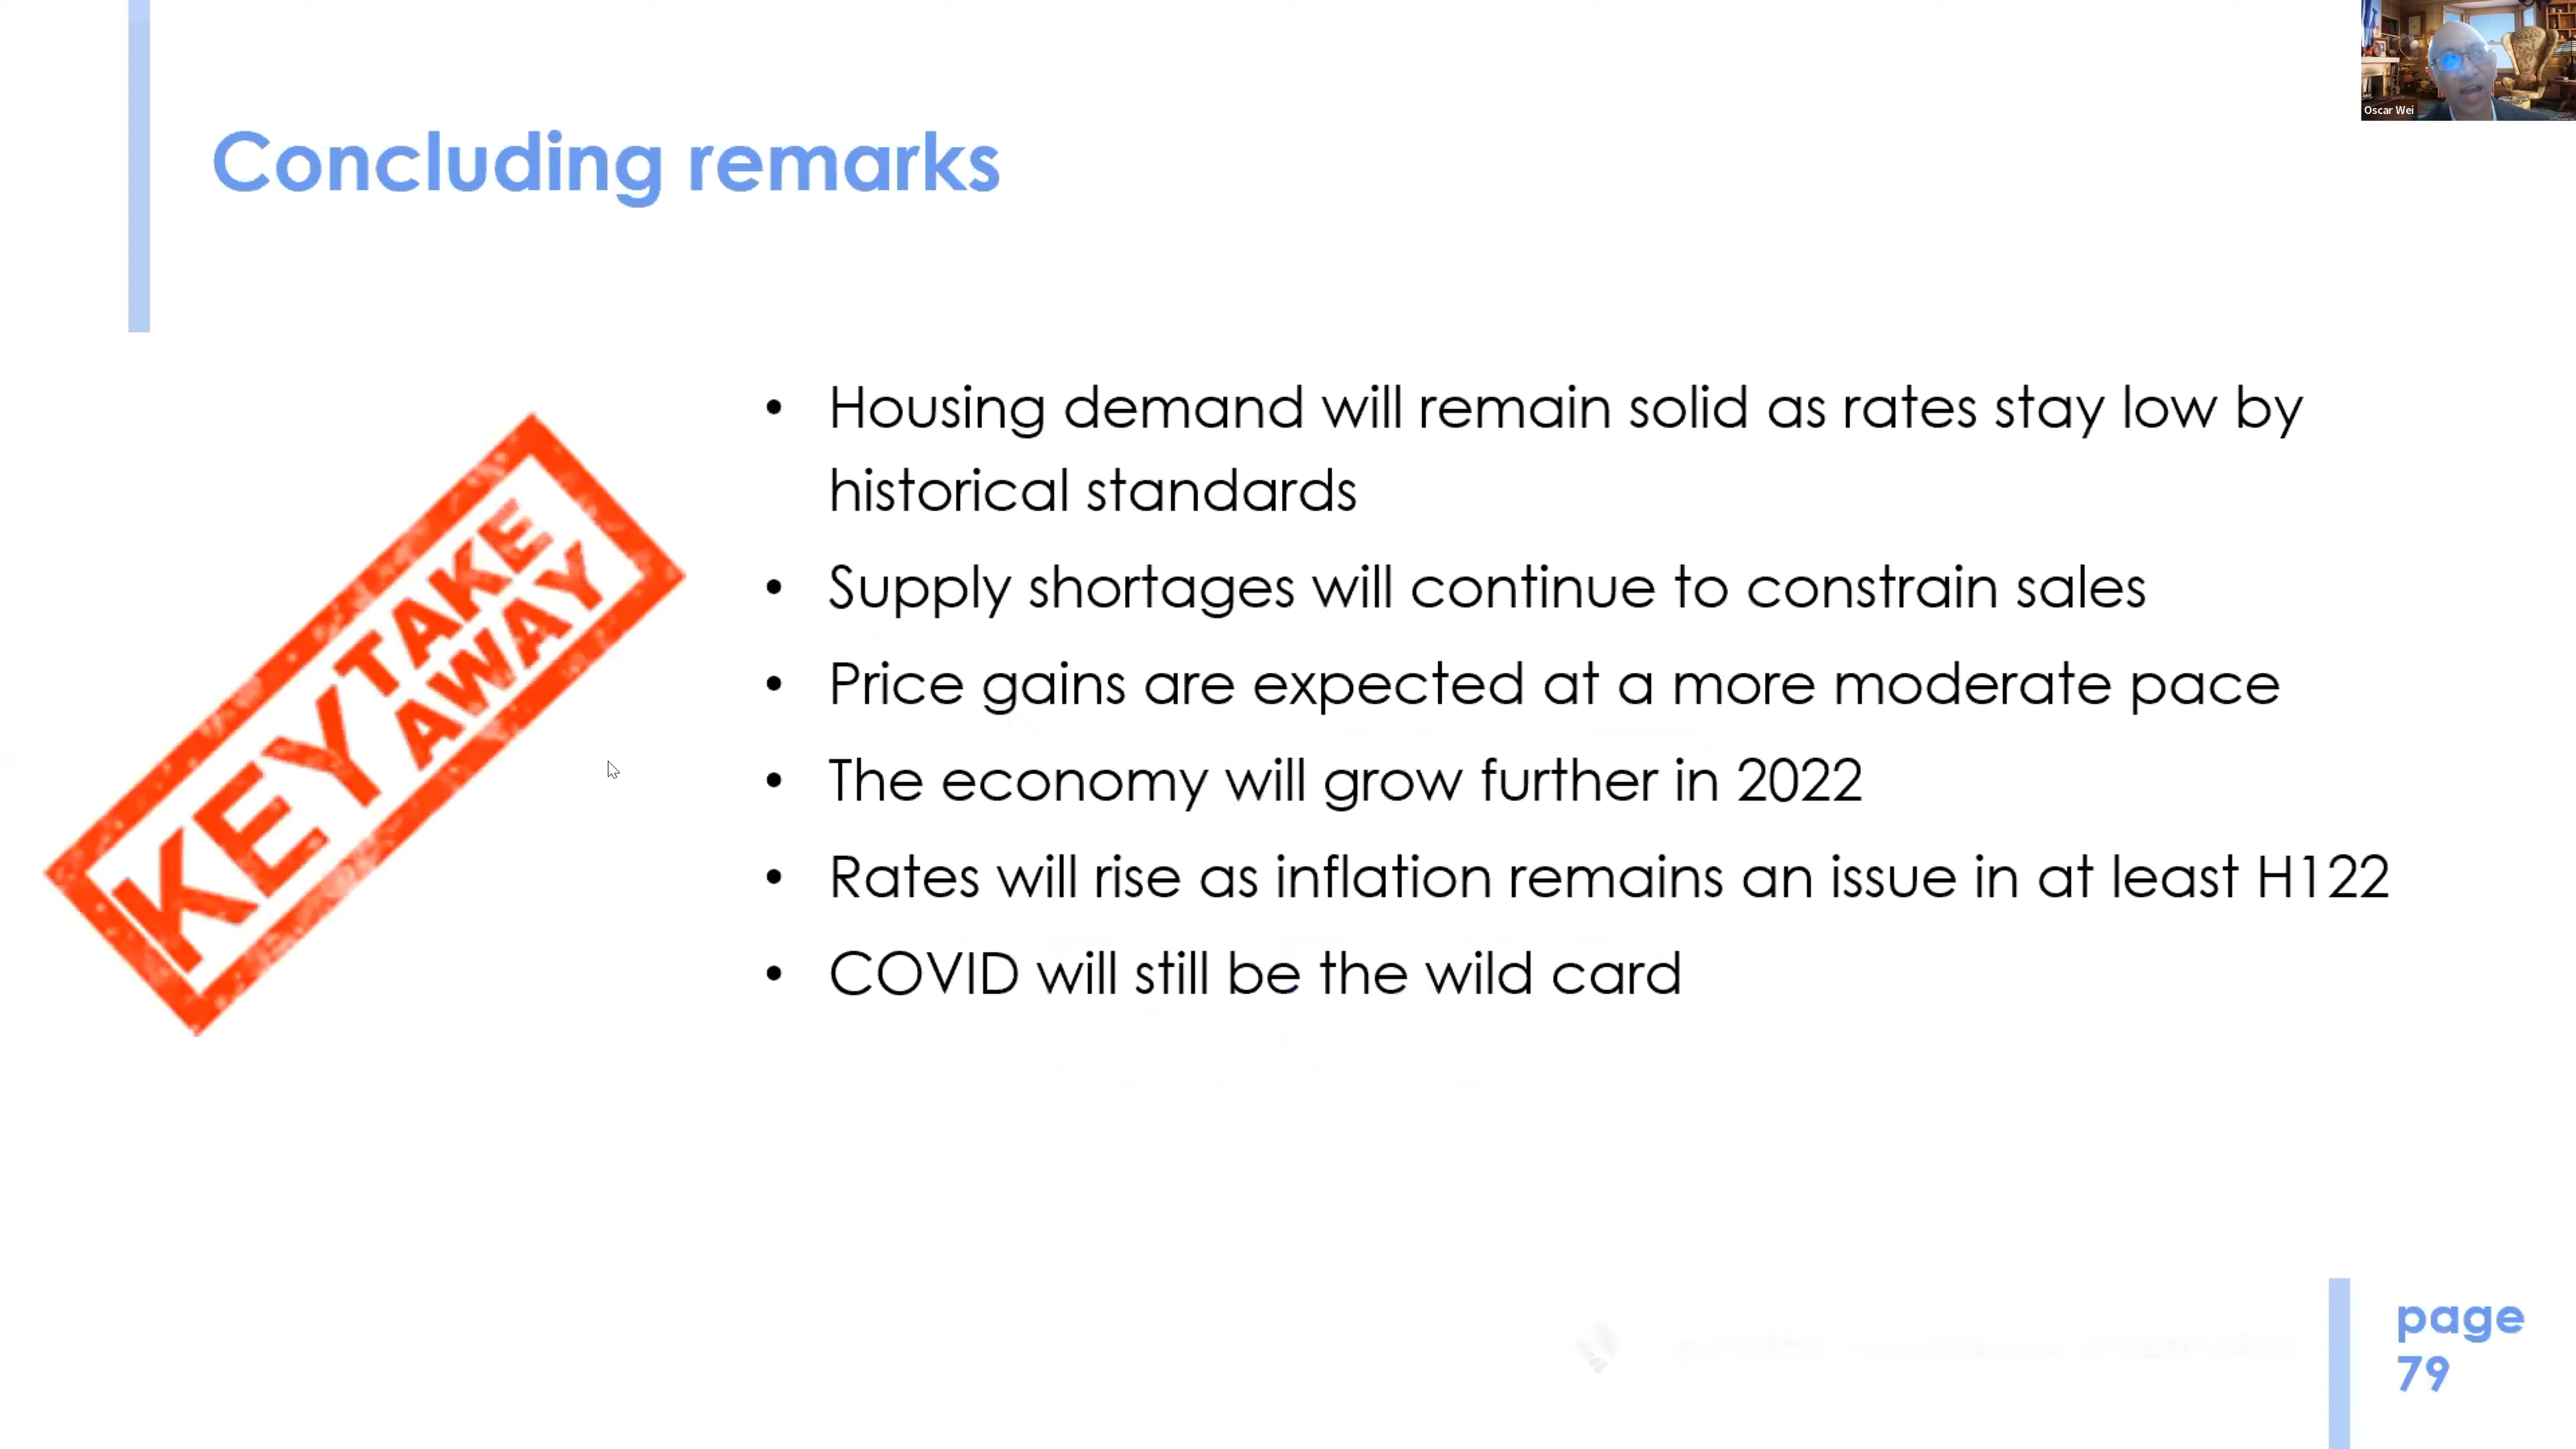 Oscar Wei
Concluding remarks
KEY TAKE
AWAY
• Housing demand will remain solid as rates stay low by
historical standards
• Supply shortages will continue to constrain sales
• Price gains are expected at a more moderate pace
• The economy will grow further in 2022
• Rates will rise as inflation remains an issue in at least H122
• COVID will still be the wild card
page
79